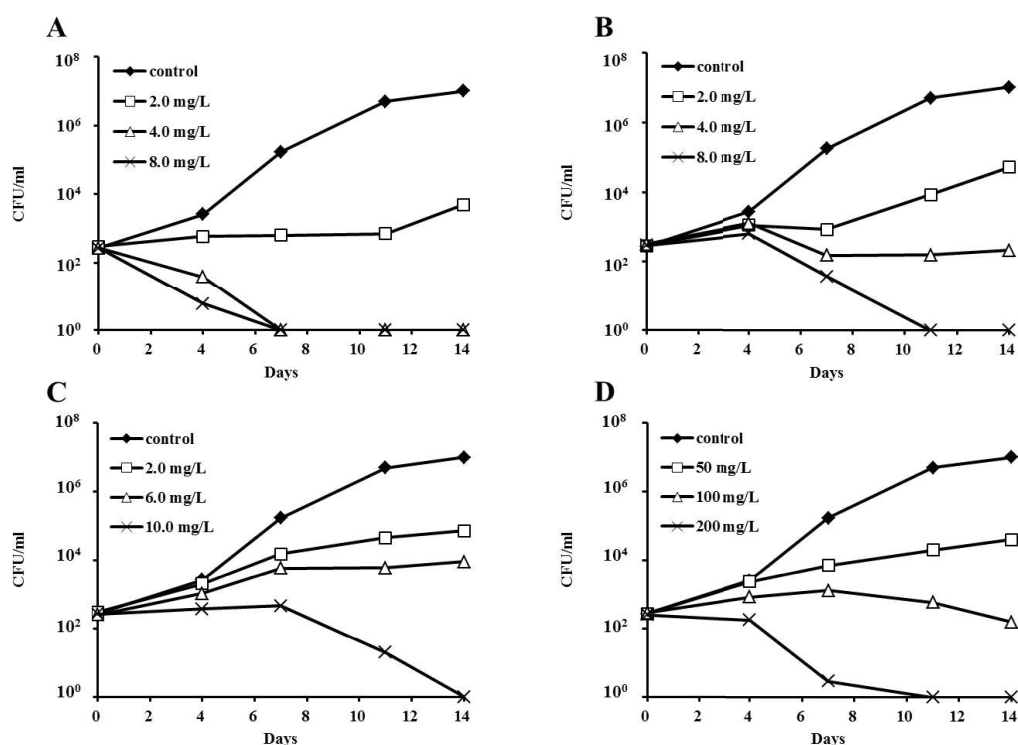 A
10^8
10^6
10^4
10^2
10^0
CFU/ml
control
2.0 mg/L
4.0 mg/L
8.0 mg/L
0 2 4 6 8 10 12 14
Days
B
10^8
10^6
10^4
10^2
10^0
CFU/ml
control
2.0 mg/L
4.0 mg/L
8.0 mg/L
0 2 4 6 8 10 12 14
Days
C
10^8
10^6
10^4
10^2
10^0
CFU/ml
control
2.0 mg/L
6.0 mg/L
10.0 mg/L
0 2 4 6 8 10 12 14
Days
D
10^8
10^6
10^4
10^2
10^0
CFU/ml
control
50 mg/L
100 mg/L
200 mg/L
0 2 4 6 8 10 12 14
Days